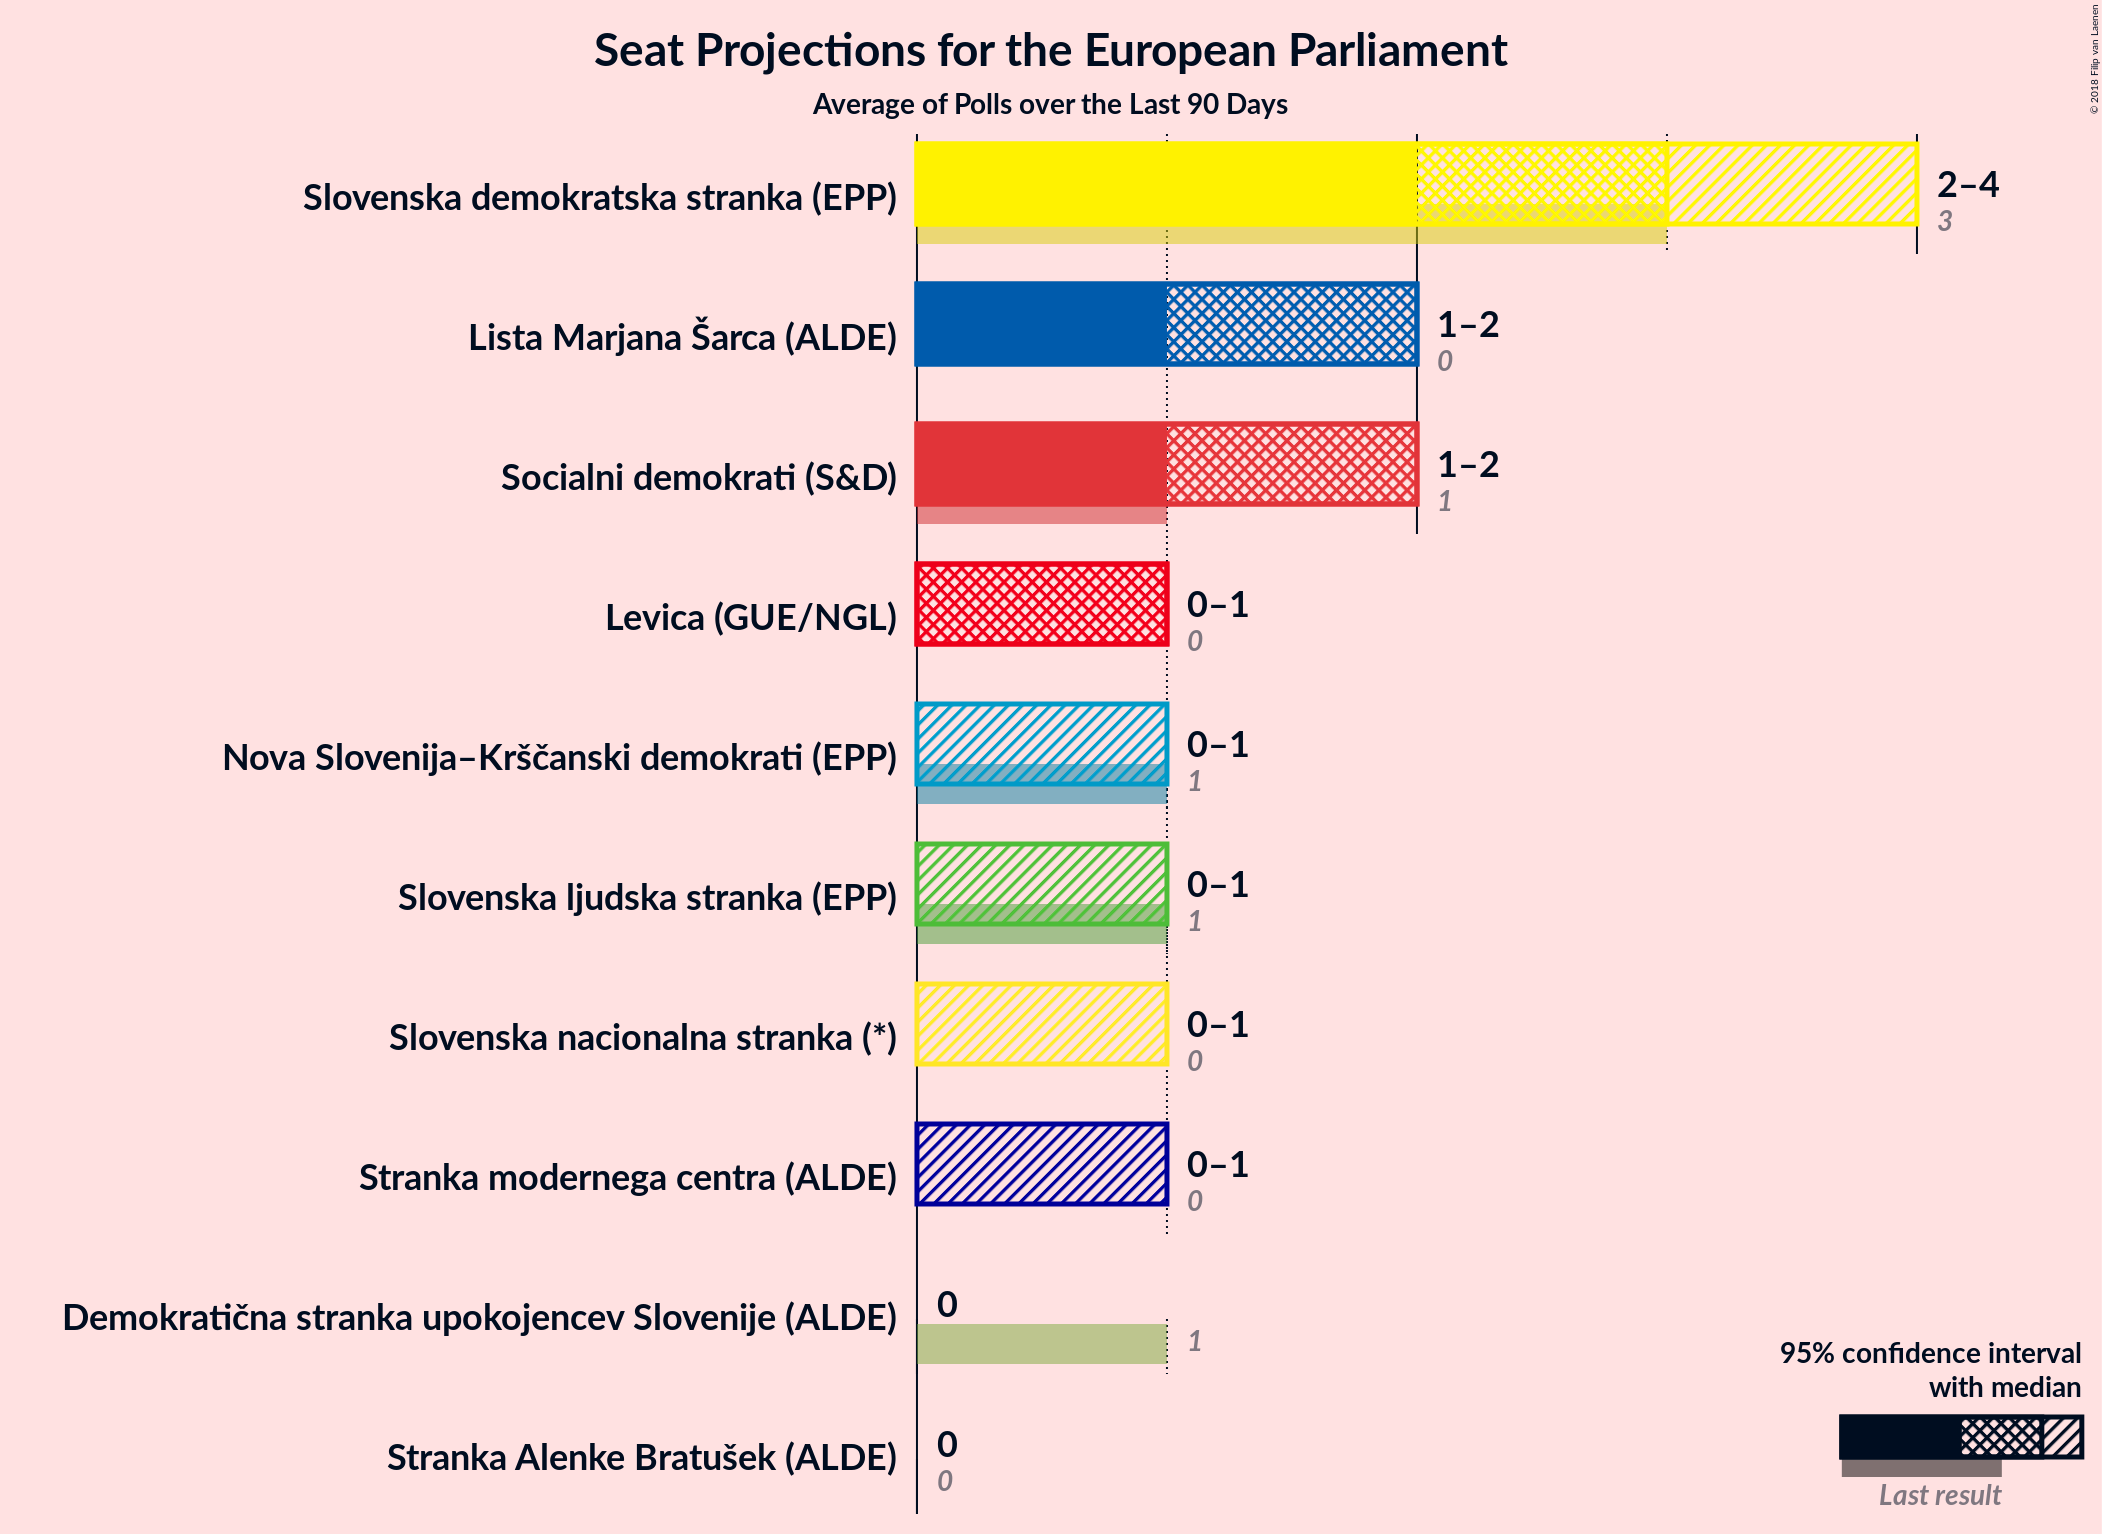 Seat Projections for the European Parliament
Average of Polls over the Last 90 Days
© 2018 Filip van Laenen
Slovenska demokratska stranka (EPP)
2–4
3
Lista Marjana Šarca (ALDE)
1–2
0
Socialni demokrati (S&D)
1–2
1
Levica (GUE/NGL)
0–1
0
Nova Slovenija–Krščanski demokrati (EPP)
0–1
1
Slovenska ljudska stranka (EPP)
0–1
1
Slovenska nacionalna stranka (*)
0–1
0
Stranka modernega centra (ALDE)
0–1
0
Demokratična stranka upokojencev Slovenije (ALDE)
0
1
Stranka Alenke Bratušek (ALDE)
0
0
95% confidence interval
with median
Last result